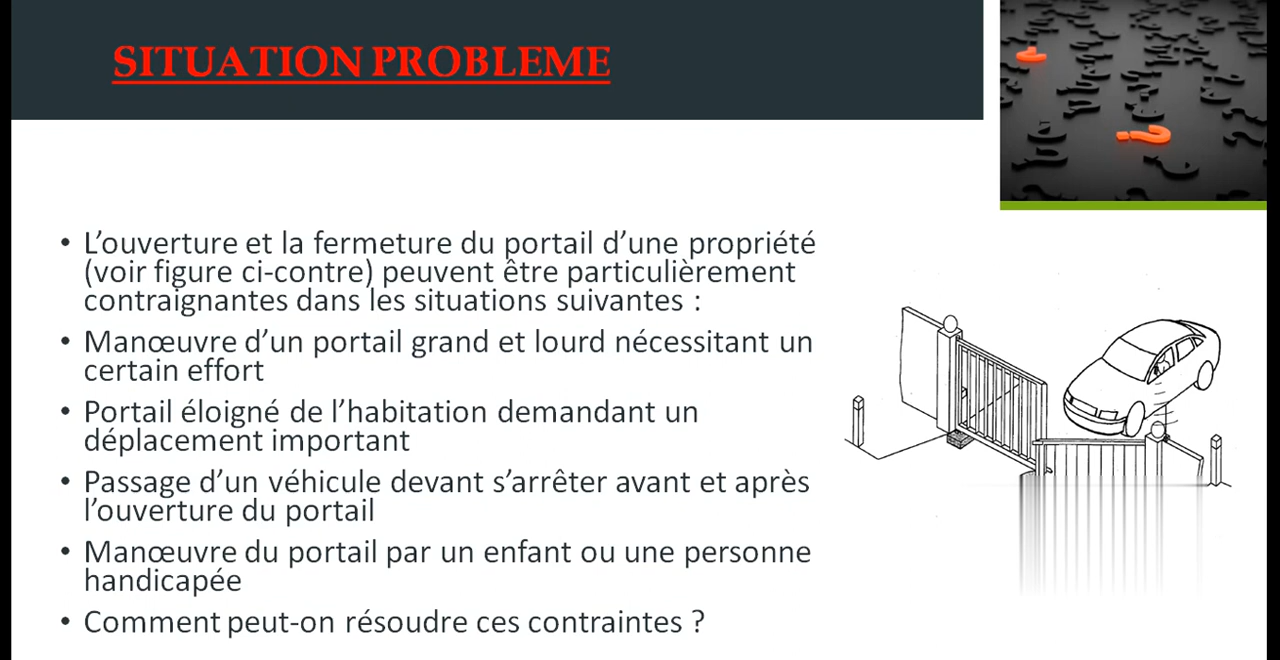 SITUATION PROBLEME
• L’ouverture et la fermeture du portail d’une propriété
(voir figure ci-contre) peuvent être particulièrement
contraignantes dans les situations suivantes :
• Manœuvre d’un portail grand et lourd nécessitant un
certain effort
• Portail éloigné de l’habitation demandant un
déplacement important
• Passage d’un véhicule devant s’arrêter avant et après
l’ouverture du portail
• Manœuvre du portail par un enfant ou une personne
handicapée
• Comment peut-on résoudre ces contraintes ?